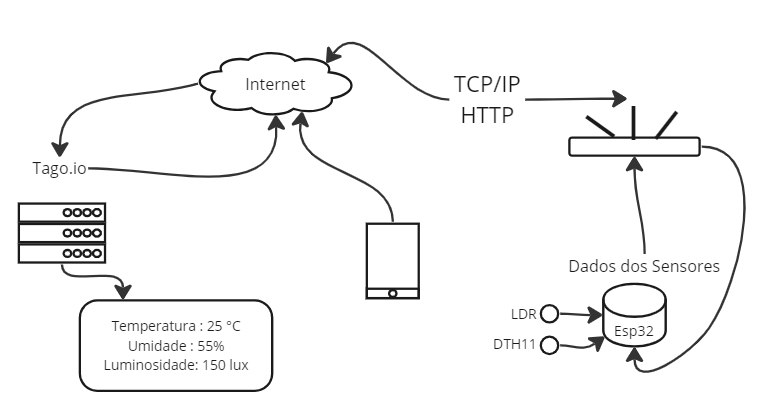 Internet
TCP/IP
HTTP
Tago.io
Dados dos Sensores
LDR
Esp32
DTH11
Temperatura : 25 °C
Umidade : 55%
Luminosidade: 150 lux